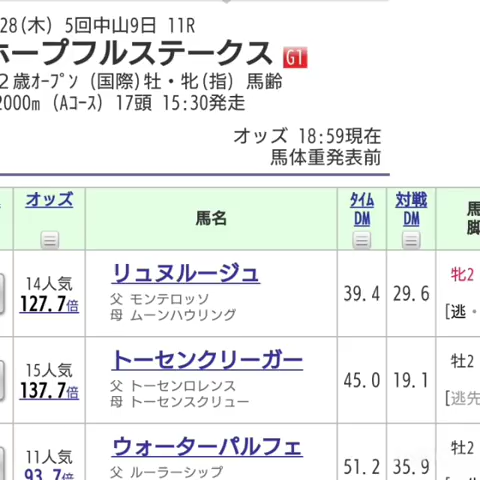 28(木) 5回中山9日 11R
ホープフルステークス G1
2歳オープン (国際)牡・牝(指) 馬齢
2000m (Aコース) 17頭 15:30発走
オッズ 18:59現在
馬体重発表前
オッズ 馬名 タイムDM 対戦DM 馬
14人気 127.7倍 リュヌルージュ 39.4 29.6 牝2
父 モンテロッソ
母 ムーンハウリング [逃・
15人気 137.7倍 トーセンクリーガー 45.0 19.1 牡2
父 トーセンロレンス
母 トーセンスクリュー [逃先
11人気 93.7倍 ウォーターパルフェ 51.2 35.9 牡2
父 ルーラーシップ